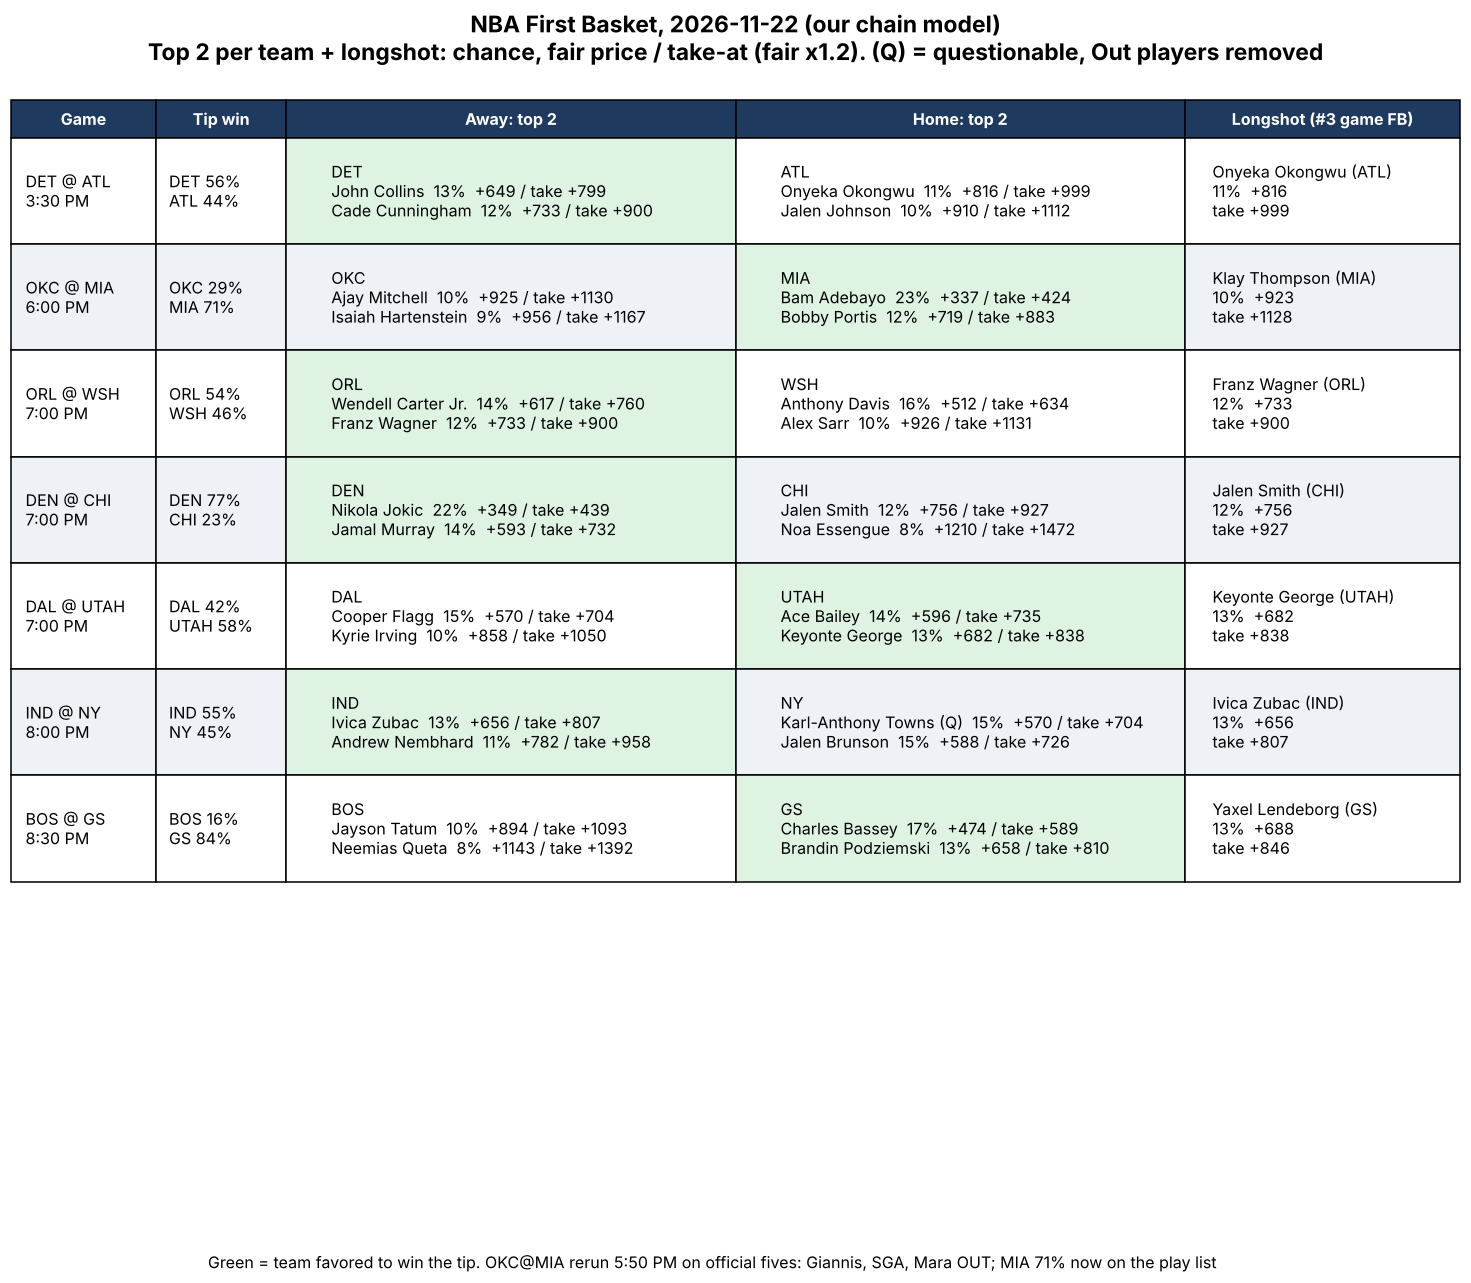 NBA First Basket, 2026-11-22 (our chain model)
Top 2 per team + longshot: chance, fair price / take-at (fair x1.2). (Q) = questionable, Out players removed
Game
Tip win
Away: top 2
Home: top 2
Longshot (#3 game FB)
DET @ ATL
3:30 PM
DET 56%
ATL 44%
DET
John Collins 13% +649 / take +799
Cade Cunningham 12% +733 / take +900
ATL
Onyeka Okongwu 11% +816 / take +999
Jalen Johnson 10% +910 / take +1112
Onyeka Okongwu (ATL)
11% +816
take +999
OKC @ MIA
6:00 PM
OKC 29%
MIA 71%
OKC
Ajay Mitchell 10% +925 / take +1130
Isaiah Hartenstein 9% +956 / take +1167
MIA
Bam Adebayo 23% +337 / take +424
Bobby Portis 12% +719 / take +883
Klay Thompson (MIA)
10% +923
take +1128
ORL @ WSH
7:00 PM
ORL 54%
WSH 46%
ORL
Wendell Carter Jr. 14% +617 / take +760
Franz Wagner 12% +733 / take +900
WSH
Anthony Davis 16% +512 / take +634
Alex Sarr 10% +926 / take +1131
Franz Wagner (ORL)
12% +733
take +900
DEN @ CHI
7:00 PM
DEN 77%
CHI 23%
DEN
Nikola Jokic 22% +349 / take +439
Jamal Murray 14% +593 / take +732
CHI
Jalen Smith 12% +756 / take +927
Noa Essengue 8% +1210 / take +1472
Jalen Smith (CHI)
12% +756
take +927
DAL @ UTAH
7:00 PM
DAL 42%
UTAH 58%
DAL
Cooper Flagg 15% +570 / take +704
Kyrie Irving 10% +858 / take +1050
UTAH
Ace Bailey 14% +596 / take +735
Keyonte George 13% +682 / take +838
Keyonte George (UTAH)
13% +682
take +838
IND @ NY
8:00 PM
IND 55%
NY 45%
IND
Ivica Zubac 13% +656 / take +807
Andrew Nembhard 11% +782 / take +958
NY
Karl-Anthony Towns (Q) 15% +570 / take +704
Jalen Brunson 15% +588 / take +726
Ivica Zubac (IND)
13% +656
take +807
BOS @ GS
8:30 PM
BOS 16%
GS 84%
BOS
Jayson Tatum 10% +894 / take +1093
Neemias Queta 8% +1143 / take +1392
GS
Charles Bassey 17% +474 / take +589
Brandin Podziemski 13% +658 / take +810
Yaxel Lendeborg (GS)
13% +688
take +846
Green = team favored to win the tip. OKC@MIA rerun 5:50 PM on official fives: Giannis, SGA, Mara OUT; MIA 71% now on the play list